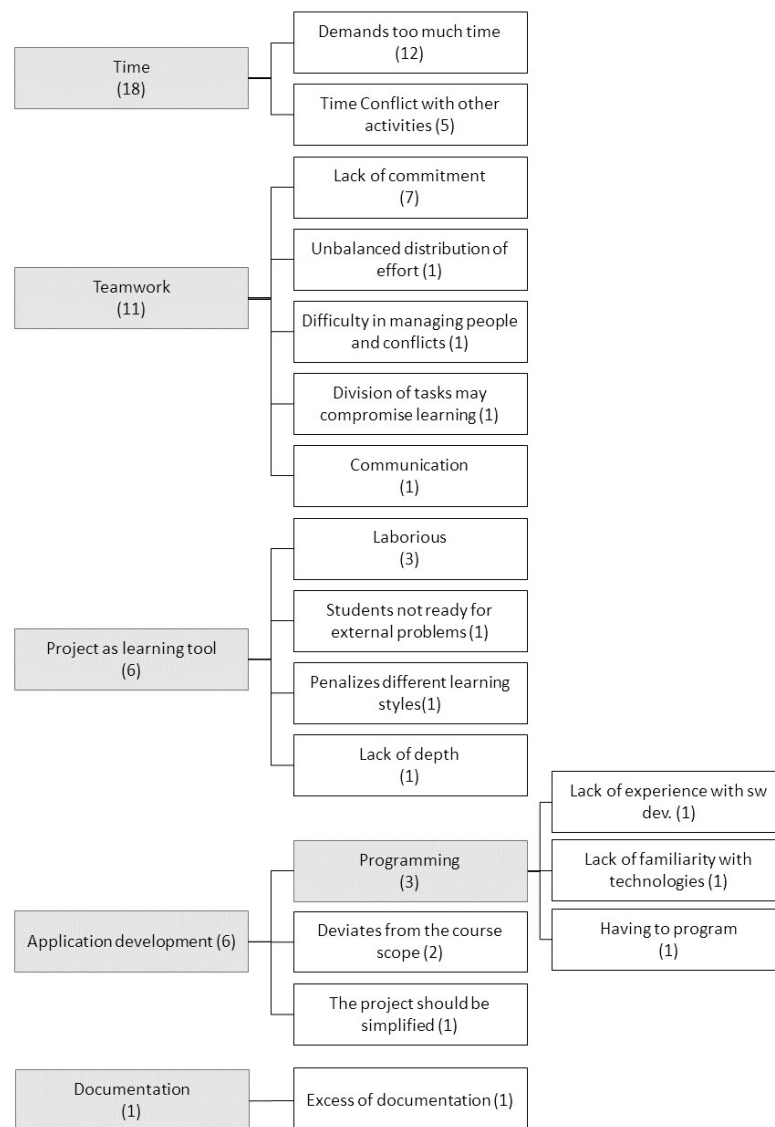 Time
(18)
Demands too much time
(12)
Time Conflict with other
activities (5)
Teamwork
(11)
Lack of commitment
(7)
Unbalanced distribution of
effort (1)
Difficulty in managing people
and conflicts (1)
Division of tasks may
compromise learning (1)
Communication
(1)
Project as learning tool
(6)
Laborious
(3)
Students not ready for
external problems (1)
Penalizes different learning
styles(1)
Lack of depth
(1)
Application development (6)
Programming
(3)
Lack of experience with sw
dev. (1)
Lack of familiarity with
technologies (1)
Having to program
(1)
Deviates from the course
scope (2)
The project should be
simplified (1)
Documentation
(1)
Excess of documentation (1)